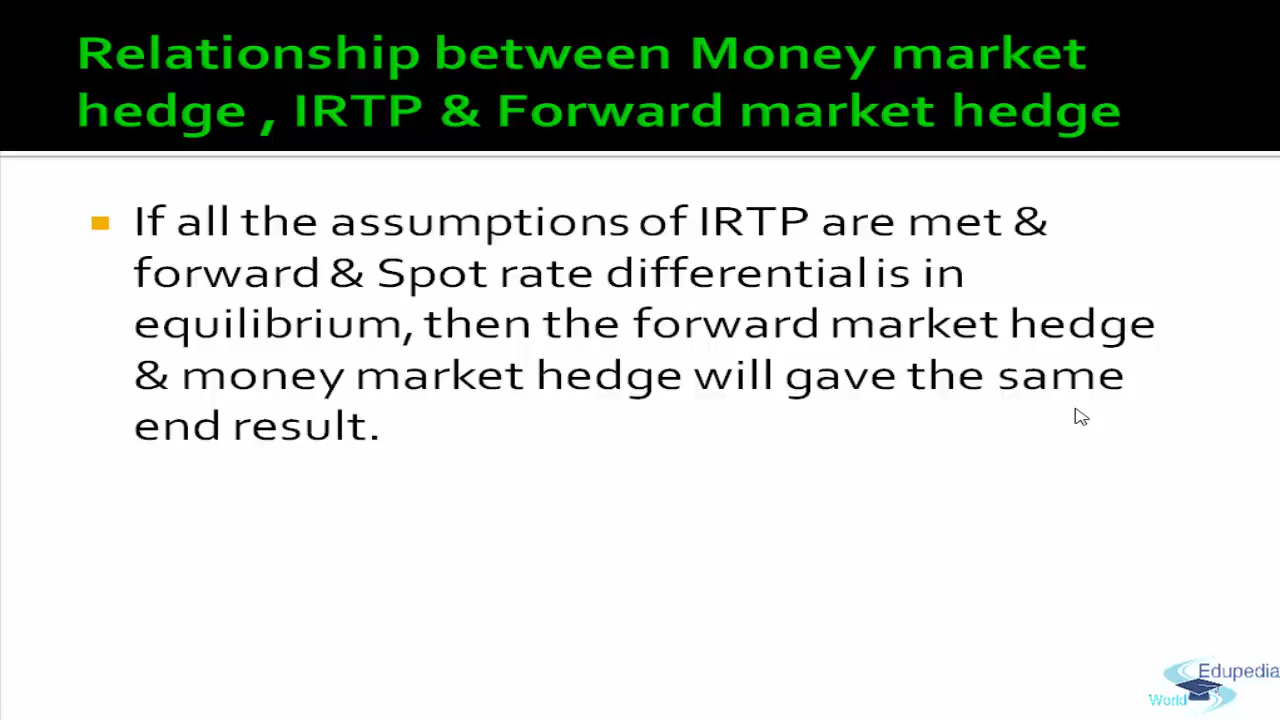 Relationship between Money market
hedge , IRTP & Forward market hedge
If all the assumptions of IRTP are met &
forward & Spot rate differential is in
equilibrium, then the forward market hedge
& money market hedge will gave the same
end result.
Edupedia
World